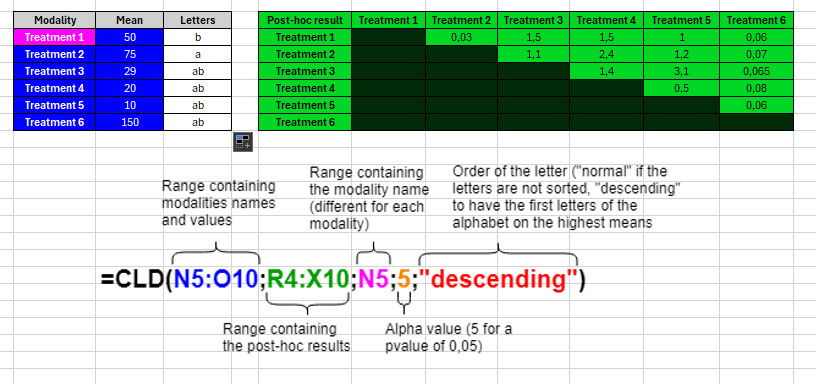 Modality Mean Letters
Treatment 1 50 b
Treatment 2 75 a
Treatment 3 29 ab
Treatment 4 20 ab
Treatment 5 10 ab
Treatment 6 150 ab
Post-hoc result Treatment 1 Treatment 2 Treatment 3 Treatment 4 Treatment 5 Treatment 6
Treatment 1 0,03 1,5 1,5 1 0,06
Treatment 2 1,1 2,4 1,2 0,07
Treatment 3 1,4 3,1 0,065
Treatment 4 0,5 0,08
Treatment 5 0,06
Treatment 6
Range containing
modalities names
and values
Range containing
the modality name
(different for each
modality)
Order of the letter ("normal" if the
letters are not sorted, "descending"
to have the first letters of the
alphabet on the highest means
=CLD(N5:O10;R4:X10;N5;5;"descending")
Range containing
the post-hoc results
Alpha value (5 for a
pvalue of 0,05)